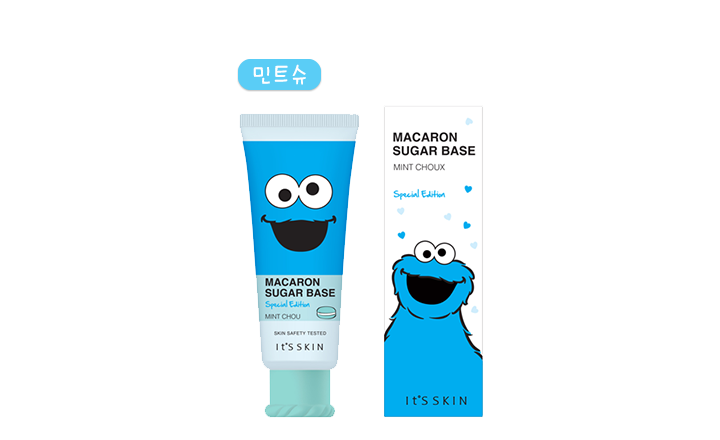 민트슈
MACARON
SUGAR BASE
Special Edition
MINT CHOU
SKIN SAFETY TESTED
It'S SKIN
MACARON
SUGAR BASE
MINT CHOUX
Special Edition
It'S SKIN